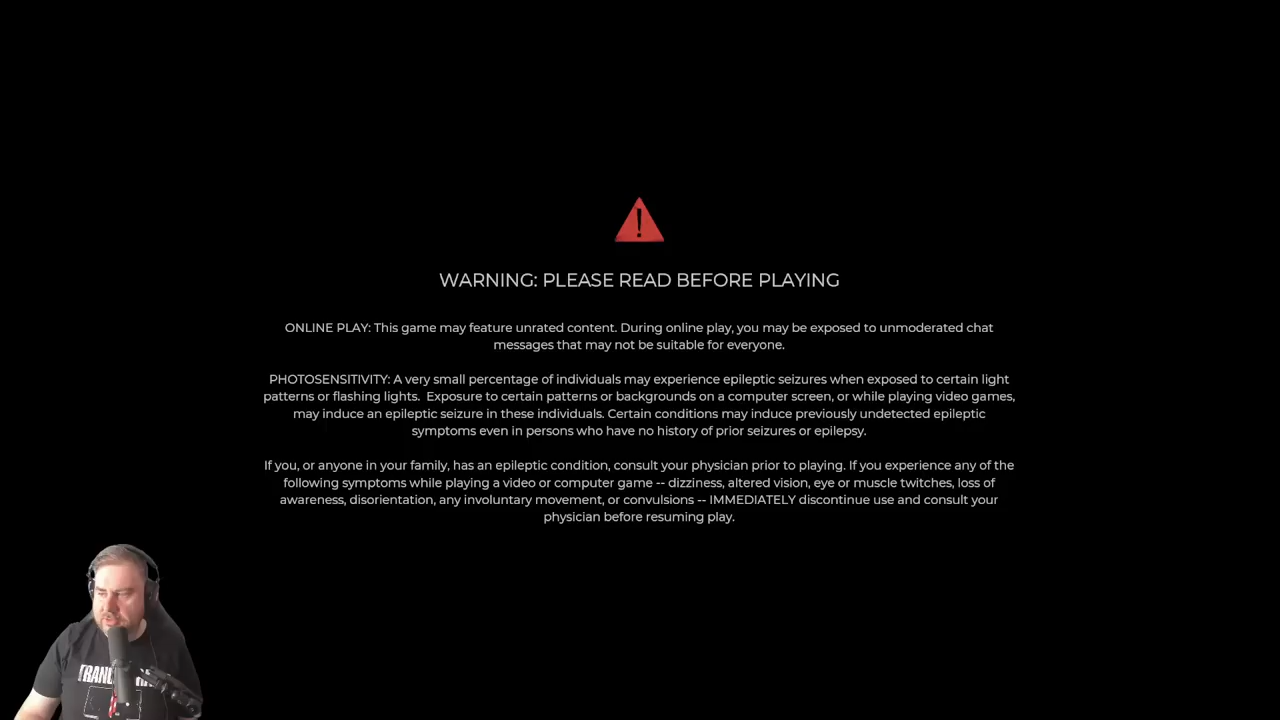 WARNING: PLEASE READ BEFORE PLAYING
ONLINE PLAY: This game may feature unrated content. During online play, you may be exposed to unmoderated chat
messages that may not be suitable for everyone.
PHOTOSENSITIVITY: A very small percentage of individuals may experience epileptic seizures when exposed to certain light
patterns or flashing lights.  Exposure to certain patterns or backgrounds on a computer screen, or while playing video games,
may induce an epileptic seizure in these individuals. Certain conditions may induce previously undetected epileptic
symptoms even in persons who have no history of prior seizures or epilepsy.
If you, or anyone in your family, has an epileptic condition, consult your physician prior to playing. If you experience any of the
following symptoms while playing a video or computer game -- dizziness, altered vision, eye or muscle twitches, loss of
awareness, disorientation, any involuntary movement, or convulsions -- IMMEDIATELY discontinue use and consult your
physician before resuming play.